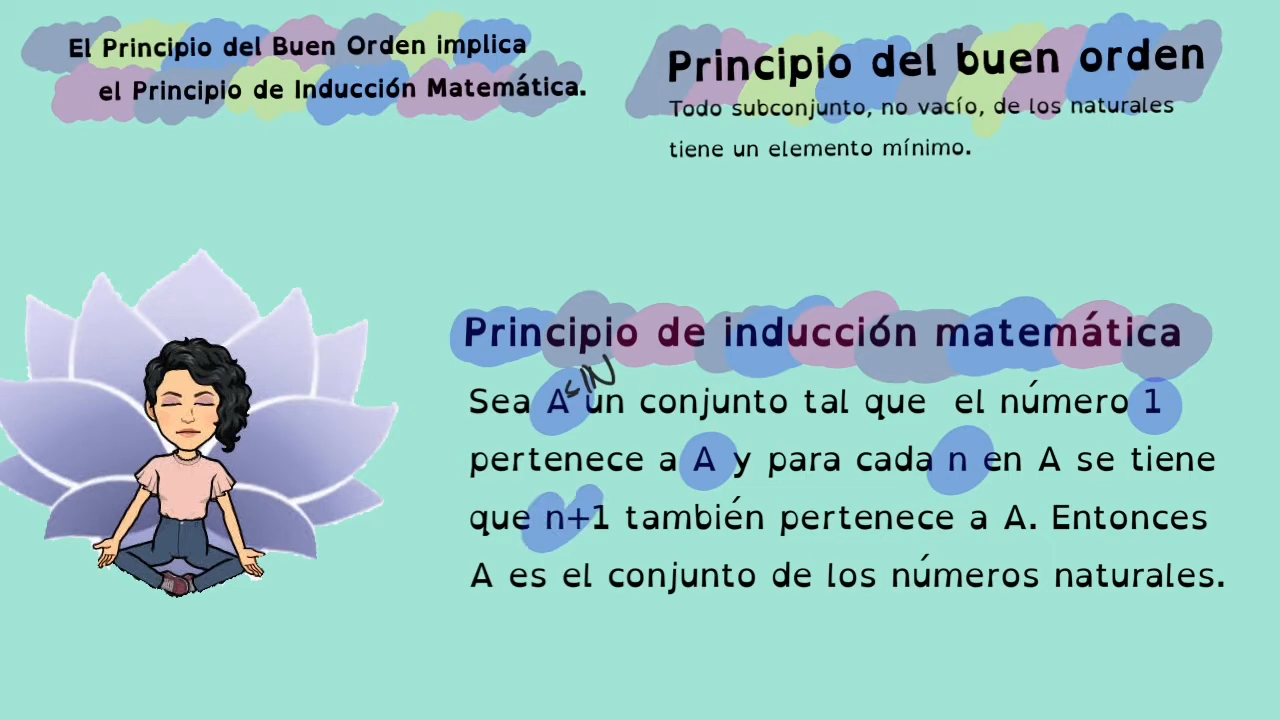 El Principio del Buen Orden implica
el Principio de Inducción Matemática.
Principio del buen orden
Todo subconjunto, no vacío, de los naturales
tiene un elemento mínimo.
Principio de inducción matemática
Sea A ⊂ ℕ un conjunto tal que el número 1
pertenece a A y para cada n en A se tiene
que n+1 también pertenece a A. Entonces
A es el conjunto de los números naturales.